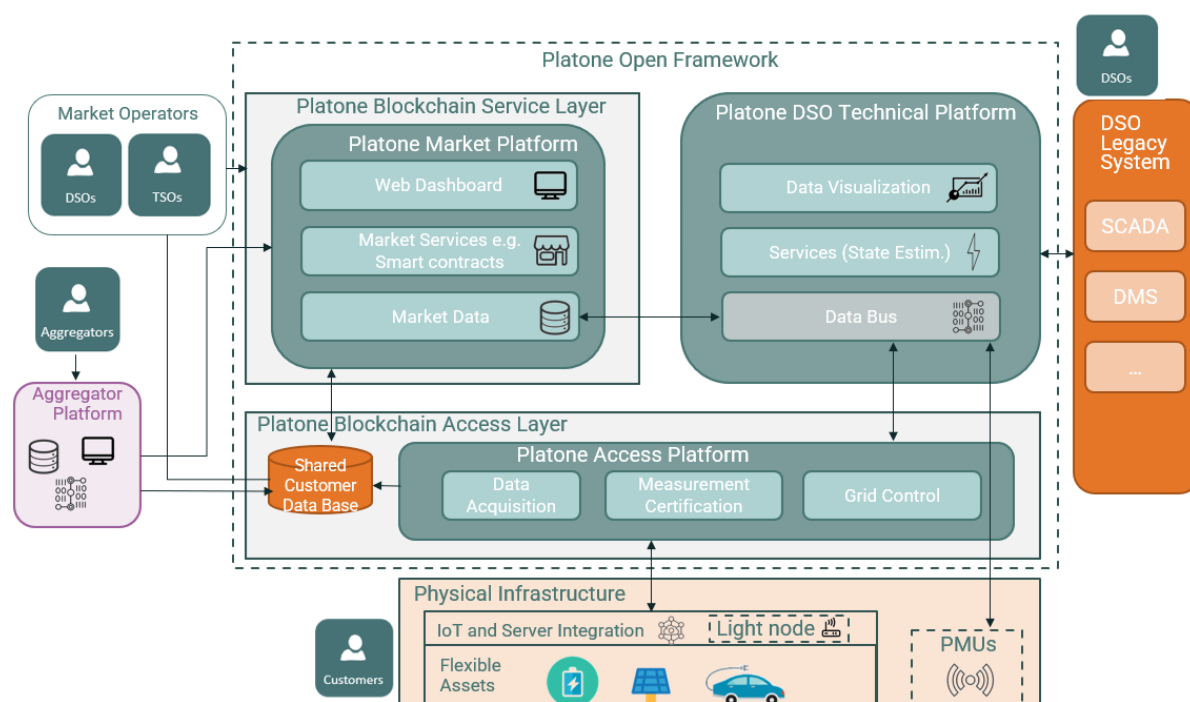 Platone Open Framework
DSOs
Market Operators
DSOs
TSOs
Platone Blockchain Service Layer
Platone Market Platform
Web Dashboard
Market Services e.g.
Smart contracts
Market Data
Platone DSO Technical Platform
Data Visualization
Services (State Estim.)
Data Bus
DSO
Legacy
System
SCADA
DMS
...
Aggregators
Aggregator
Platform
Platone Blockchain Access Layer
Shared
Customer
Data Base
Platone Access Platform
Data
Acquisition
Measurement
Certification
Grid Control
Physical Infrastructure
IoT and Server Integration
Light node
Flexible
Assets
PMUs
Customers